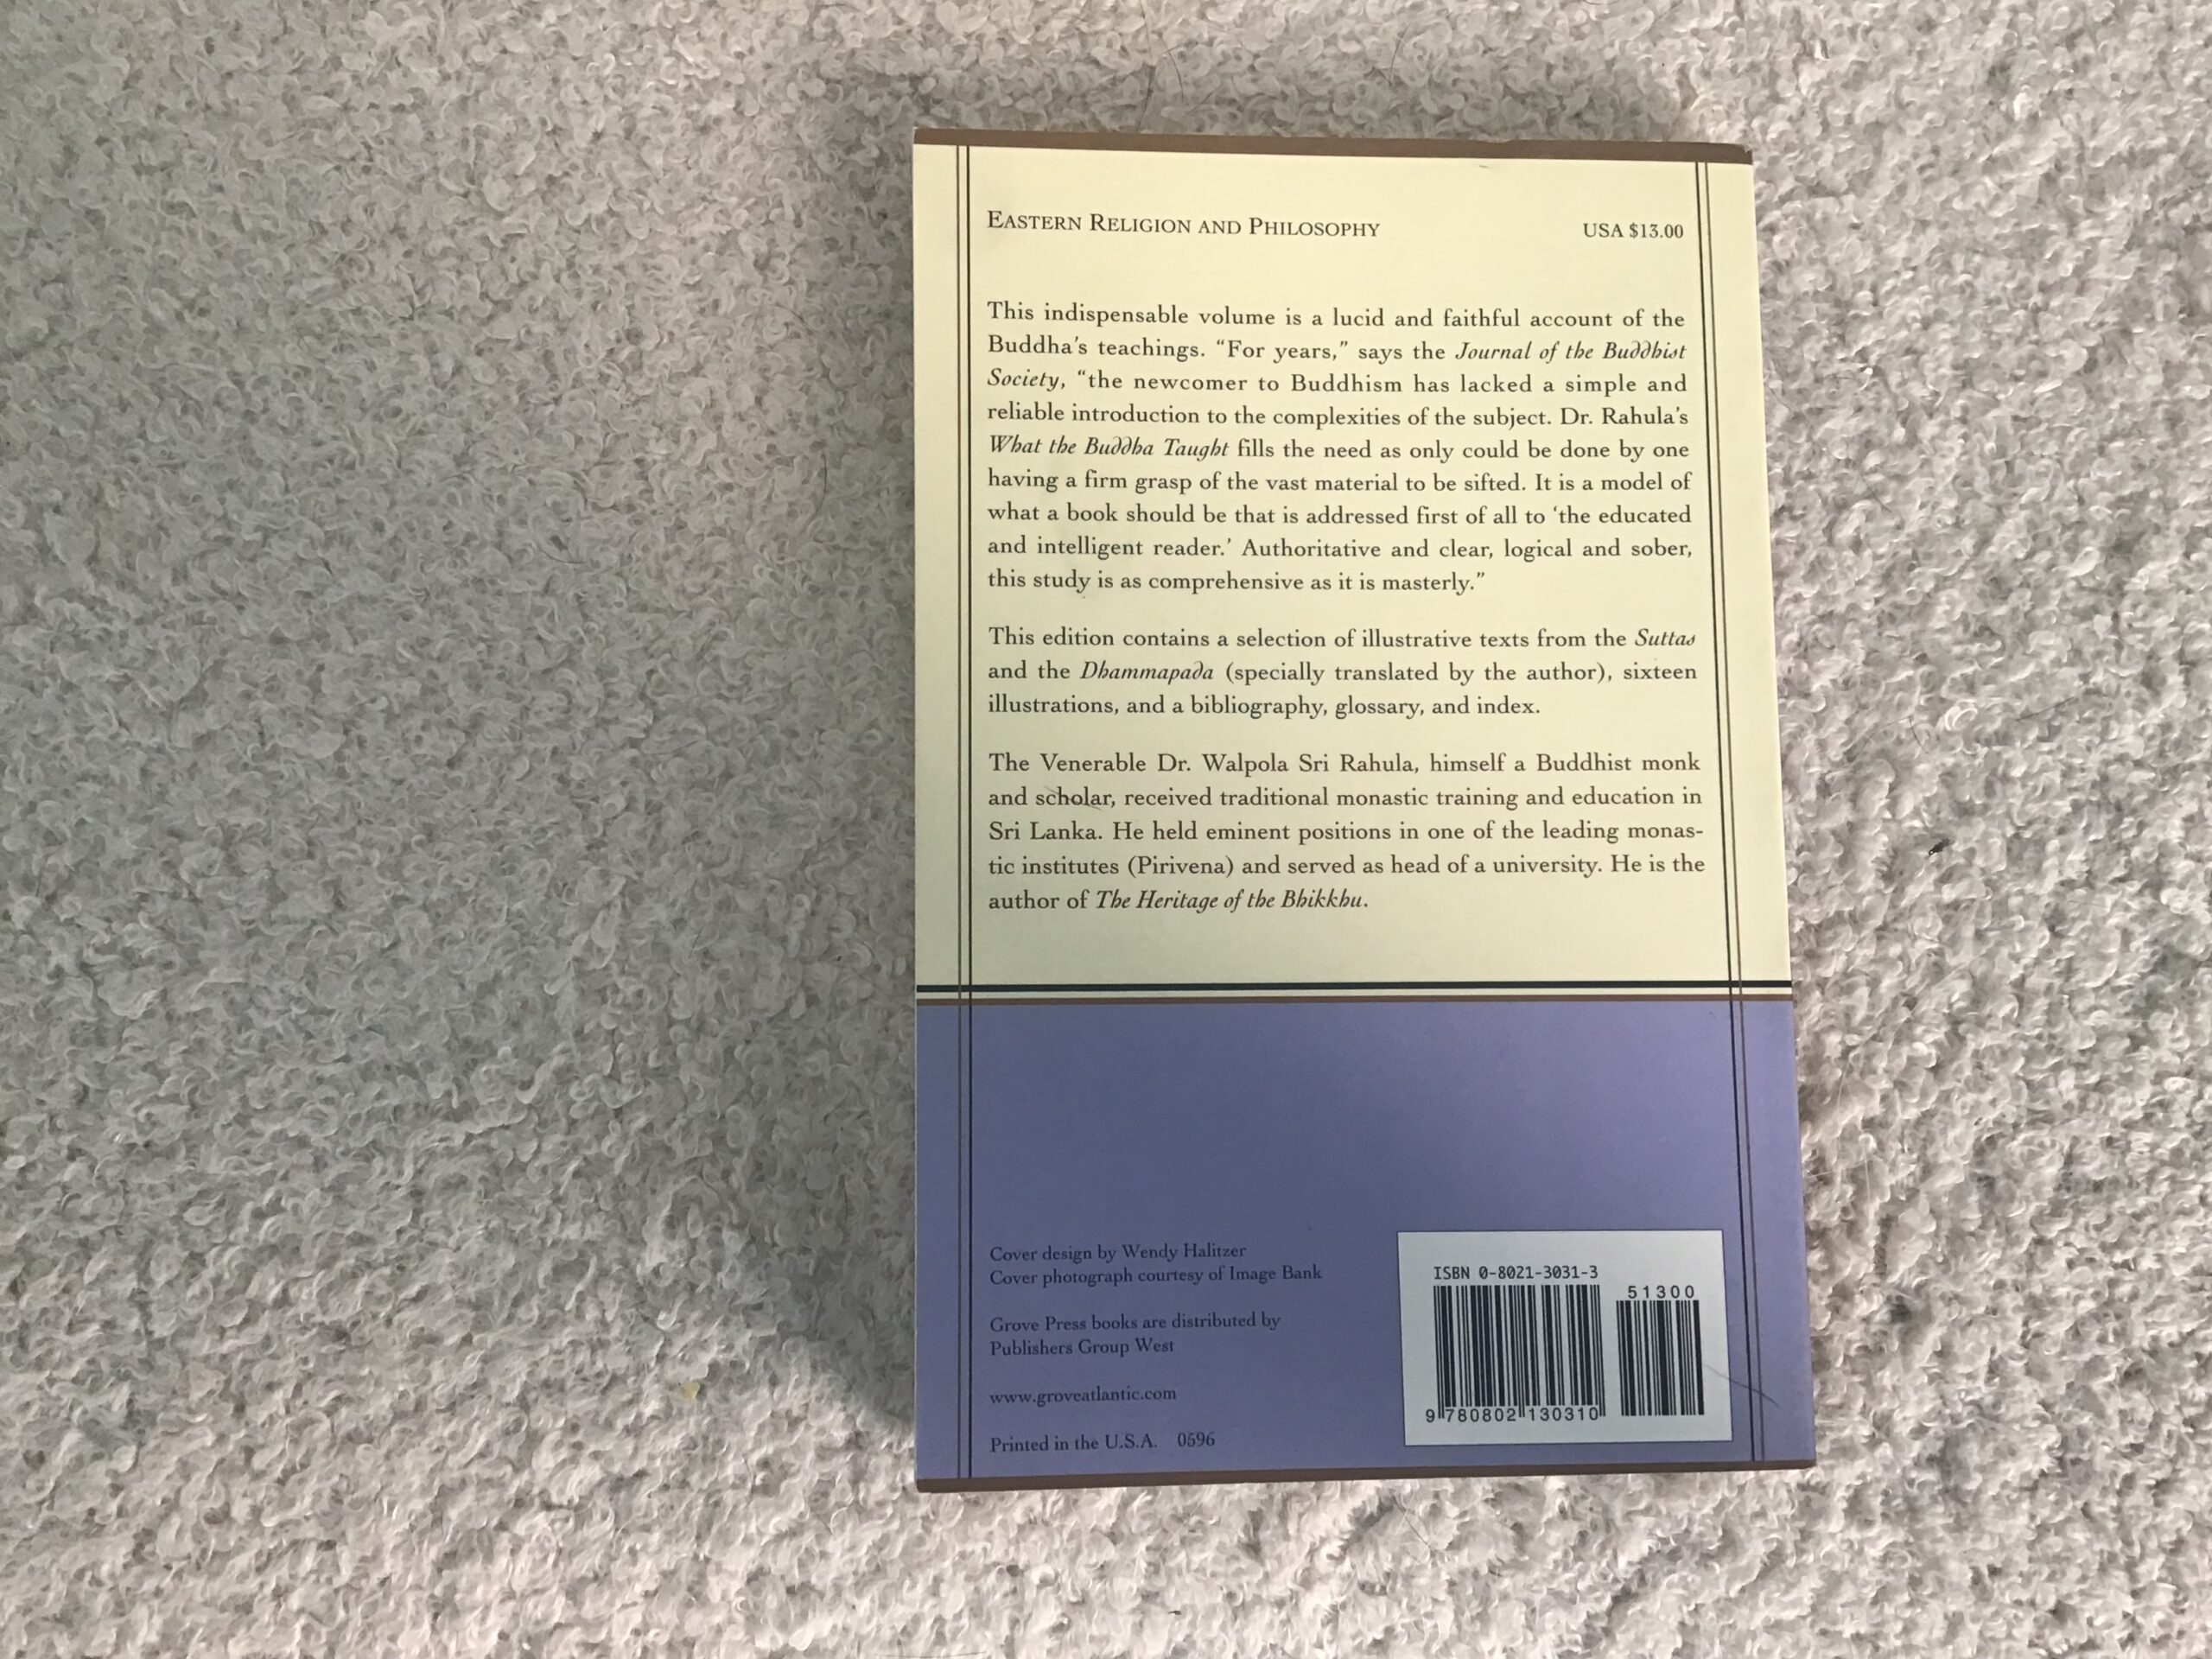 EASTERN RELIGION AND PHILOSOPHY USA $13.00
This indispensable volume is a lucid and faithful account of the
Buddha's teachings. “For years,” says the Journal of the Buddhist
Society, “the newcomer to Buddhism has lacked a simple and
reliable introduction to the complexities of the subject. Dr. Rahula's
What the Buddha Taught fills the need as only could be done by one
having a firm grasp of the vast material to be sifted. It is a model of
what a book should be that is addressed first of all to ‘the educated
and intelligent reader.’ Authoritative and clear, logical and sober,
this study is as comprehensive as it is masterly.”
This edition contains a selection of illustrative texts from the Suttas
and the Dhammapada (specially translated by the author), sixteen
illustrations, and a bibliography, glossary, and index.
The Venerable Dr. Walpola Sri Rahula, himself a Buddhist monk
and scholar, received traditional monastic training and education in
Sri Lanka. He held eminent positions in one of the leading monas-
tic institutes (Pirivena) and served as head of a university. He is the
author of The Heritage of the Bhikkhu.
Cover design by Wendy Halitzer
Cover photograph courtesy of Image Bank
Grove Press books are distributed by
Publishers Group West
www.groveatlantic.com
Printed in the U.S.A. 0596
ISBN 0-8021-3031-3
51300
9 780802 130310